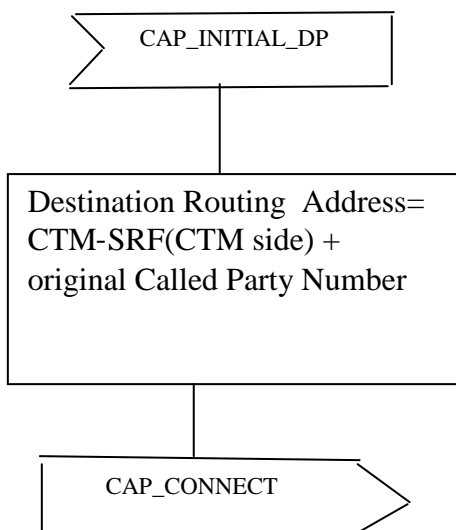 CAP_INITIAL_DP
Destination Routing  Address=
CTM-SRF(CTM side) +
original Called Party Number
CAP_CONNECT